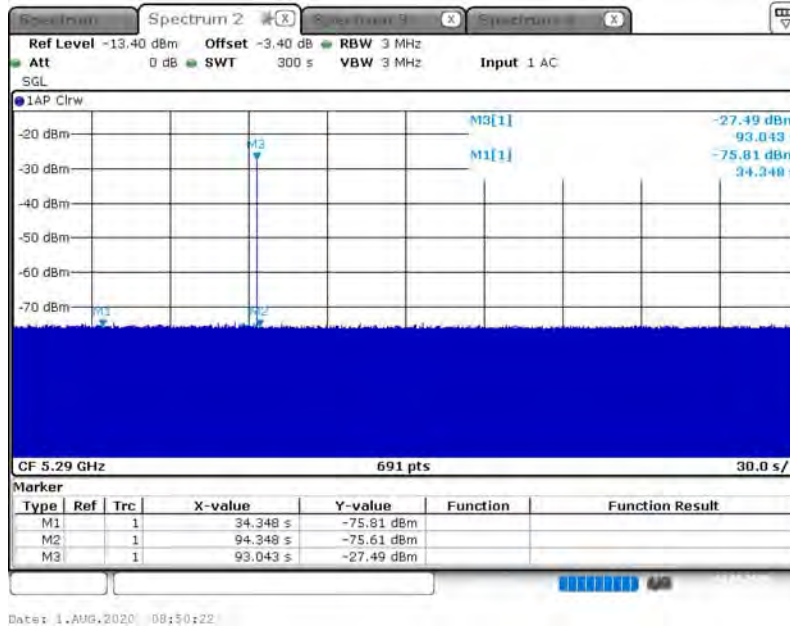 Spectrum
Spectrum 2
X
Spectrum 3
X
X
Ref Level -13.40 dBm Offset -3.40 dB RBW 3 MHz
Att 0 dB SWT 300 s VBW 3 MHz Input 1 AC
SGL
1AP Clrw
M3[1] -27.49 dBm
93.043 s
M1[1] -75.81 dBm
34.348 s
-20 dBm
M3
-30 dBm
-40 dBm
-50 dBm
-60 dBm
-70 dBm
M1
M2
CF 5.29 GHz 691 pts 30.0 s/
Marker
Type Ref Trc X-value Y-value Function Function Result
M1 1 34.348 s -75.81 dBm
M2 1 94.348 s -75.61 dBm
M3 1 93.043 s -27.49 dBm
Date: 1.AUG.2020 08:50:22